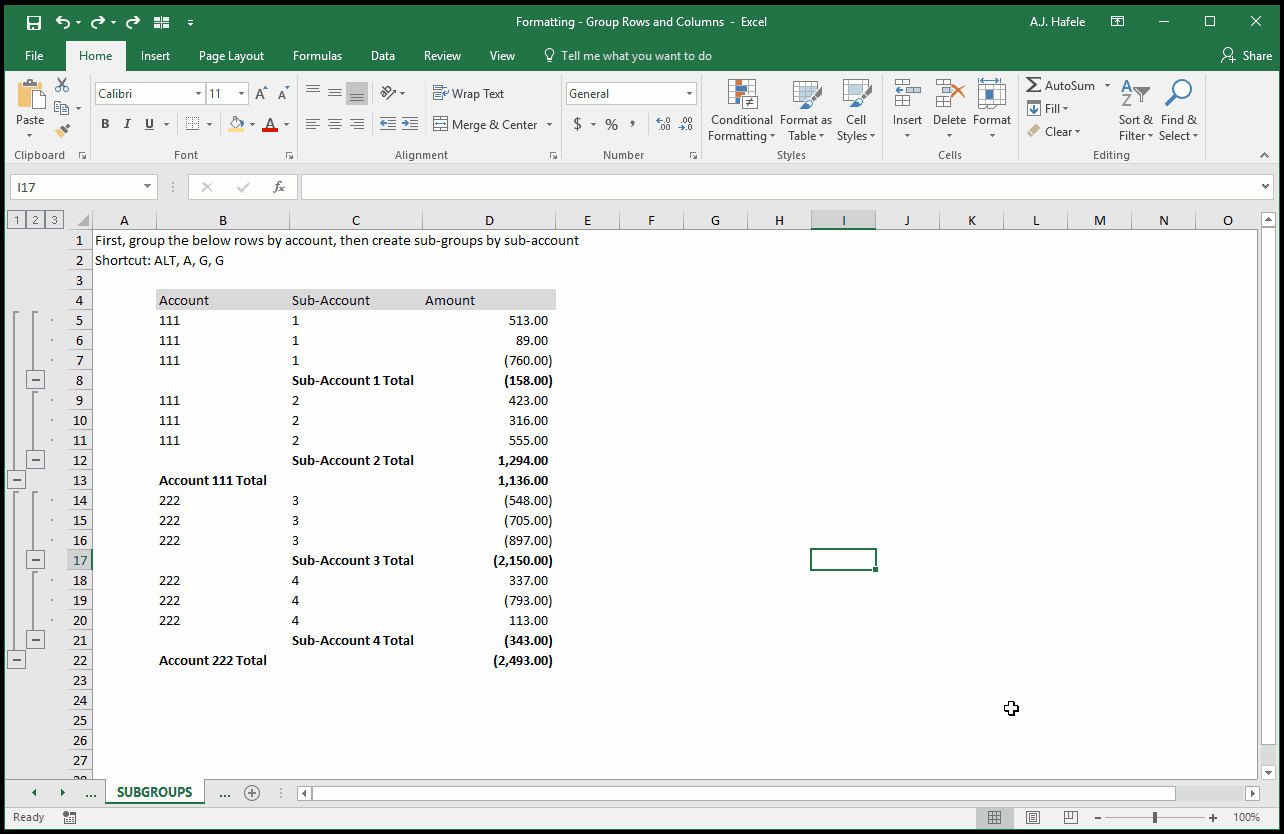 Formatting - Group Rows and Columns - Excel
A.J. Hafele
File Home Insert Page Layout Formulas Data Review View Tell me what you want to do Share
Calibri 11 Wrap Text General AutoSum
Paste Conditional Formatting Format as Table Cell Styles Insert Delete Format Fill Sort & Filter Find & Select
B I U Merge & Center $ % , Clear
Clipboard Font Alignment Number Styles Cells Editing
I17 fx
1 2 3 A B C D E F G H I J K L M N O
1 First, group the below rows by account, then create sub-groups by sub-account
2 Shortcut: ALT, A, G, G
3
4 Account Sub-Account Amount
5 111 1 513.00
6 111 1 89.00
7 111 1 (760.00)
8 Sub-Account 1 Total (158.00)
9 111 2 423.00
10 111 2 316.00
11 111 2 555.00
12 Sub-Account 2 Total 1,294.00
13 Account 111 Total 1,136.00
14 222 3 (548.00)
15 222 3 (705.00)
16 222 3 (897.00)
17 Sub-Account 3 Total (2,150.00)
18 222 4 337.00
19 222 4 (793.00)
20 222 4 113.00
21 Sub-Account 4 Total (343.00)
22 Account 222 Total (2,493.00)
23
24
25
26
27
28
... SUBGROUPS ...
Ready 100%